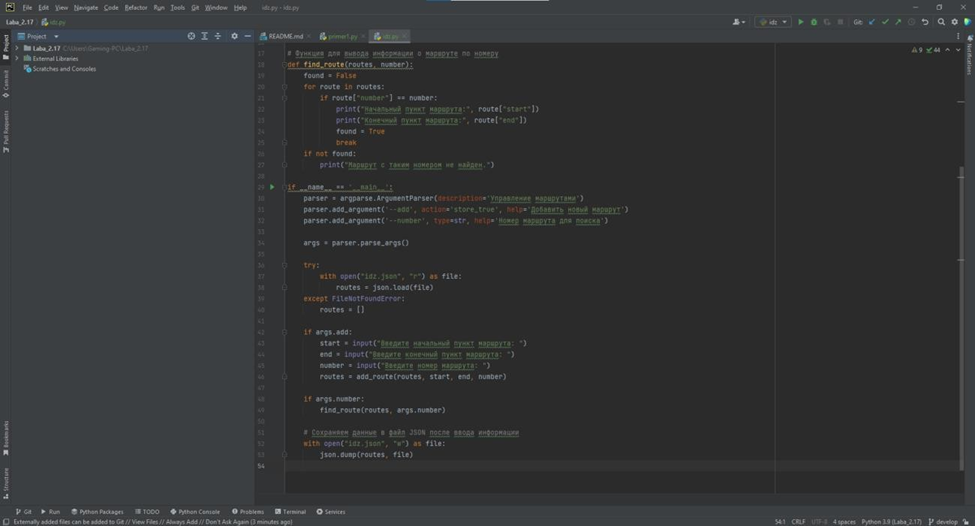 File Edit View Navigate Code Refactor Run Tools Git Window Help idz.py - idz.py
Laba_2.17 idz.py idz Git:
Project README.md primer1.py idz.py
Laba_2.17 C:\Users\Gaming-PC\Laba_2.17
External Libraries
Scratches and Consoles
Project
Commit
Pull Requests
Bookmarks
Structure
Notifications
9 44
17 # Функция для вывода информации о маршруте по номеру
18 def find_route(routes, number):
19 found = False
20 for route in routes:
21 if route["number"] == number:
22 print("Начальный пункт маршрута:", route["start"])
23 print("Конечный пункт маршрута:", route["end"])
24 found = True
25 break
26 if not found:
27 print("Маршрут с таким номером не найден.")
28
29 if __name__ == '__main__':
30 parser = argparse.ArgumentParser(description='Управление маршрутами')
31 parser.add_argument('--add', action='store_true', help='Добавить новый маршрут')
32 parser.add_argument('--number', type=str, help='Номер маршрута для поиска')
33
34 args = parser.parse_args()
35
36 try:
37 with open("idz.json", "r") as file:
38 routes = json.load(file)
39 except FileNotFoundError:
40 routes = []
41
42 if args.add:
43 start = input("Введите начальный пункт маршрута: ")
44 end = input("Введите конечный пункт маршрута: ")
45 number = input("Введите номер маршрута: ")
46 routes = add_route(routes, start, end, number)
47
48 if args.number:
49 find_route(routes, args.number)
50
51 # Сохраняем данные в файл JSON после ввода информации
52 with open("idz.json", "w") as file:
53 json.dump(routes, file)
54
Git Run Python Packages TODO Python Console Problems Terminal Services
Externally added files can be added to Git // View Files // Always Add // Don't Ask Again (3 minutes ago) 54:1 CRLF UTF-8 4 spaces Python 3.9 (Laba_2.17) develop